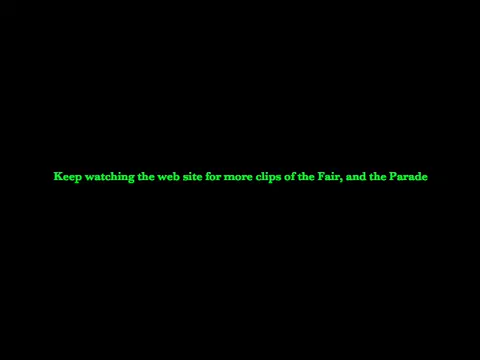 Keep watching the web site for more clips of the Fair, and the Parade